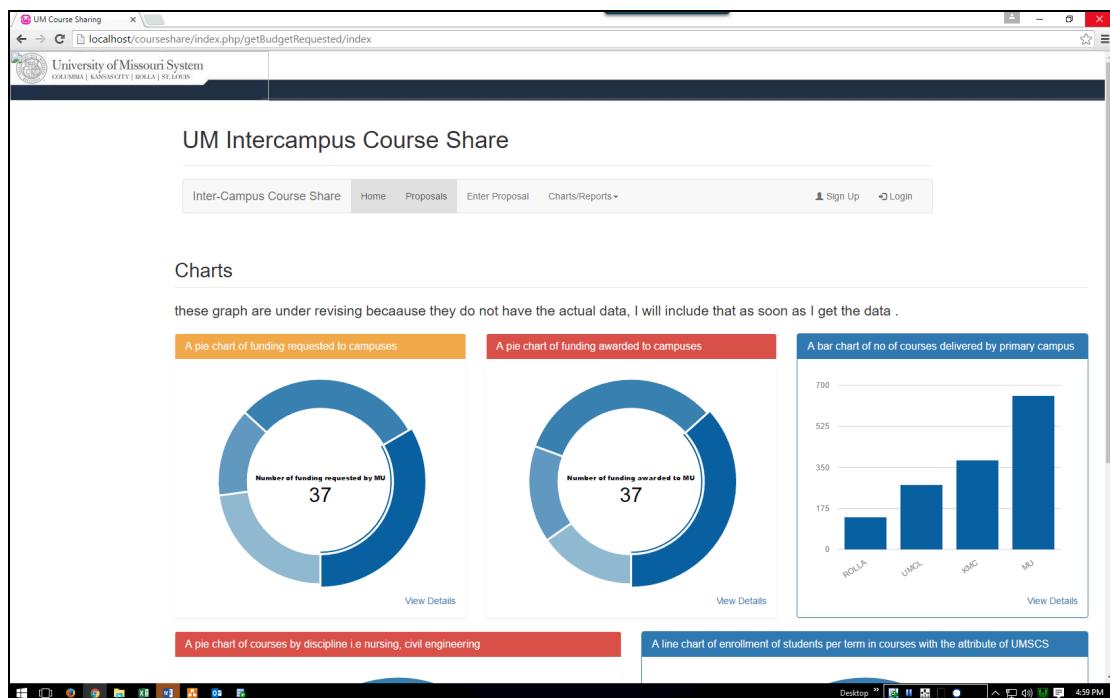 UM Course Sharing
localhost/courseshare/index.php/getBudgetRequested/index
University of Missouri System
COLUMBIA | KANSAS CITY | ROLLA | ST. LOUIS
UM Intercampus Course Share
Inter-Campus Course Share Home Proposals Enter Proposal Charts/Reports Sign Up Login
Charts
these graph are under revising becaause they do not have the actual data, I will include that as soon as I get the data .
A pie chart of funding requested to campuses
Number of funding requested by MU
37
View Details
A pie chart of funding awarded to campuses
Number of funding awarded to MU
37
View Details
A bar chart of no of courses delivered by primary campus
700
525
350
175
0
ROLLA UMCL KMC MU
View Details
A pie chart of courses by discipline i.e nursing, civil engineering
A line chart of enrollment of students per term in courses with the attribute of UMSCS
Desktop 4:59 PM